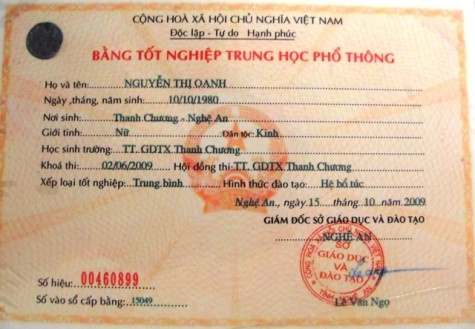 CỘNG HOÀ XÃ HỘI CHỦ NGHĨA VIỆT NAM
Độc lập - Tự do Hạnh phúc
BẰNG TỐT NGHIỆP TRUNG HỌC PHỔ THÔNG
Họ và tên: NGUYỄN THỊ OANH
Ngày ,tháng, năm sinh: 10/10/1980
Nơi sinh: Thanh Chương - Nghệ An
Giới tính: Nữ Dân tộc: Kinh
Học sinh trường: TT. GDTX Thanh Chương
Khoá thi: 02/06/2009 Hội đồng thi: TT. GDTX Thanh Chương
Xếp loại tốt nghiệp: Trung bình Hình thức đào tạo: Hệ bổ túc
Nghệ An, ngày 15 tháng 10 năm 2009
GIÁM ĐỐC SỞ GIÁO DỤC VÀ ĐÀO TẠO
NGHỆ AN
SỞ
GIÁO DỤC
VÀ
ĐÀO TẠO
Số hiệu: 00460899
Số vào sổ cấp bằng: 15049
Lê Văn Ngọ